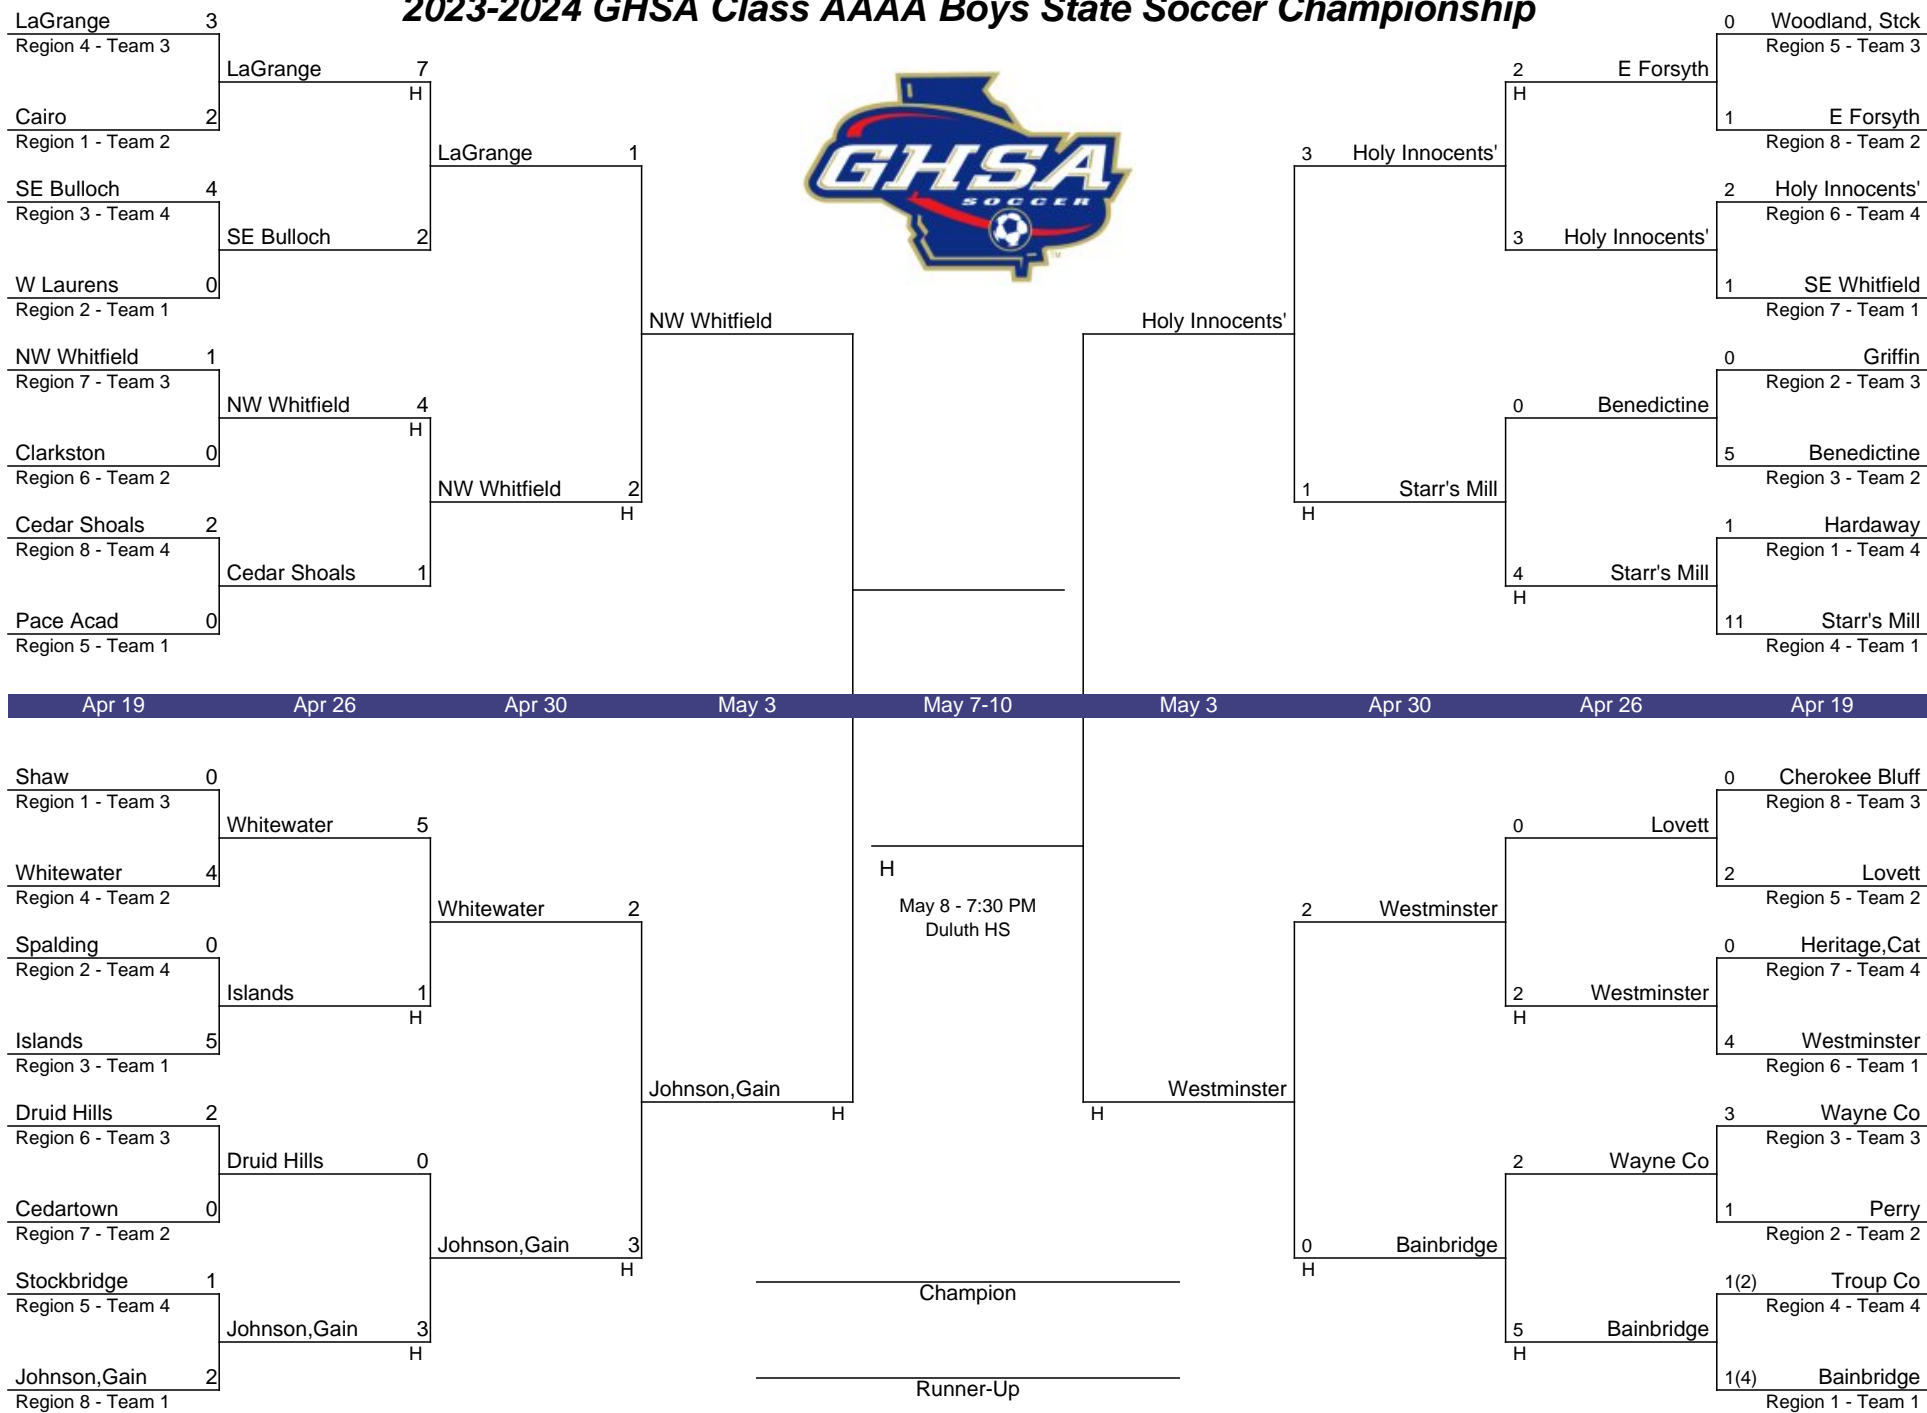 2023-2024 GHSA Class AAAA Boys State Soccer Championship
LaGrange 3
Region 4 - Team 3
Cairo 2
Region 1 - Team 2
SE Bulloch 4
Region 3 - Team 4
W Laurens 0
Region 2 - Team 1
NW Whitfield 1
Region 7 - Team 3
Clarkston 0
Region 6 - Team 2
Cedar Shoals 2
Region 8 - Team 4
Pace Acad 0
Region 5 - Team 1
LaGrange 7
H
SE Bulloch 2
NW Whitfield 4
H
Cedar Shoals 1
LaGrange 1
NW Whitfield 2
H
NW Whitfield
GHSA
SOCCER
TM
Holy Innocents'
3 Holy Innocents'
1 Starr's Mill
H
2 E Forsyth
H
3 Holy Innocents'
0 Benedictine
4 Starr's Mill
H
0 Woodland, Stck
Region 5 - Team 3
1 E Forsyth
Region 8 - Team 2
2 Holy Innocents'
Region 6 - Team 4
1 SE Whitfield
Region 7 - Team 1
0 Griffin
Region 2 - Team 3
5 Benedictine
Region 3 - Team 2
1 Hardaway
Region 1 - Team 4
11 Starr's Mill
Region 4 - Team 1
Apr 19 Apr 26 Apr 30 May 3 May 7-10 May 3 Apr 30 Apr 26 Apr 19
Shaw 0
Region 1 - Team 3
Whitewater 4
Region 4 - Team 2
Spalding 0
Region 2 - Team 4
Islands 5
Region 3 - Team 1
Druid Hills 2
Region 6 - Team 3
Cedartown 0
Region 7 - Team 2
Stockbridge 1
Region 5 - Team 4
Johnson,Gain 2
Region 8 - Team 1
Whitewater 5
Islands 1
H
Druid Hills 0
Johnson,Gain 3
H
Whitewater 2
Johnson,Gain 3
H
Johnson,Gain
H
H
May 8 - 7:30 PM
Duluth HS
Champion
Runner-Up
Westminster
H
2 Westminster
0 Bainbridge
H
0 Lovett
2 Westminster
H
2 Wayne Co
5 Bainbridge
H
0 Cherokee Bluff
Region 8 - Team 3
2 Lovett
Region 5 - Team 2
0 Heritage,Cat
Region 7 - Team 4
4 Westminster
Region 6 - Team 1
3 Wayne Co
Region 3 - Team 3
1 Perry
Region 2 - Team 2
1(2) Troup Co
Region 4 - Team 4
1(4) Bainbridge
Region 1 - Team 1